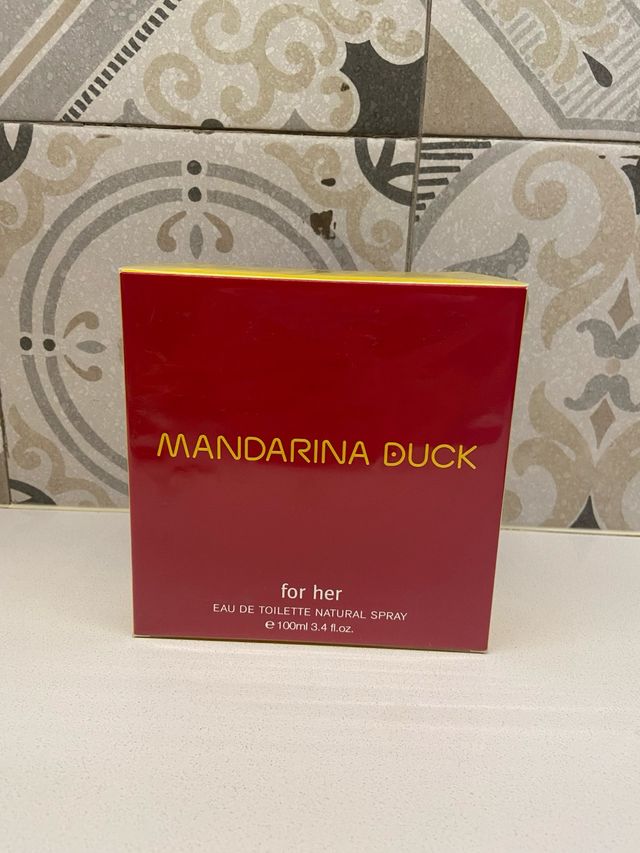 MANDARINA DUCK
for her
EAU DE TOILETTE NATURAL SPRAY
℮ 100ml 3.4 fl.oz.